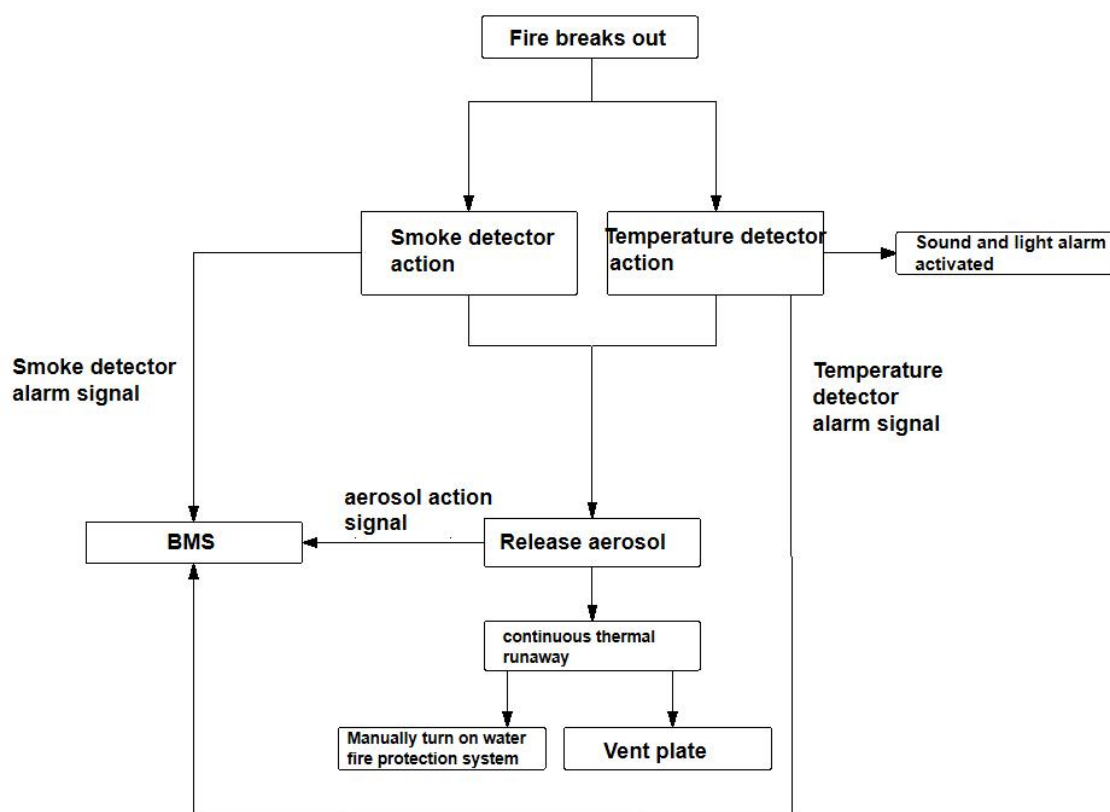 Fire breaks out
Smoke detector
action
Temperature detector
action
Sound and light alarm
activated
Smoke detector
alarm signal
Temperature
detector
alarm signal
aerosol action
signal
BMS
Release aerosol
continuous thermal
runaway
Manually turn on water
fire protection system
Vent plate